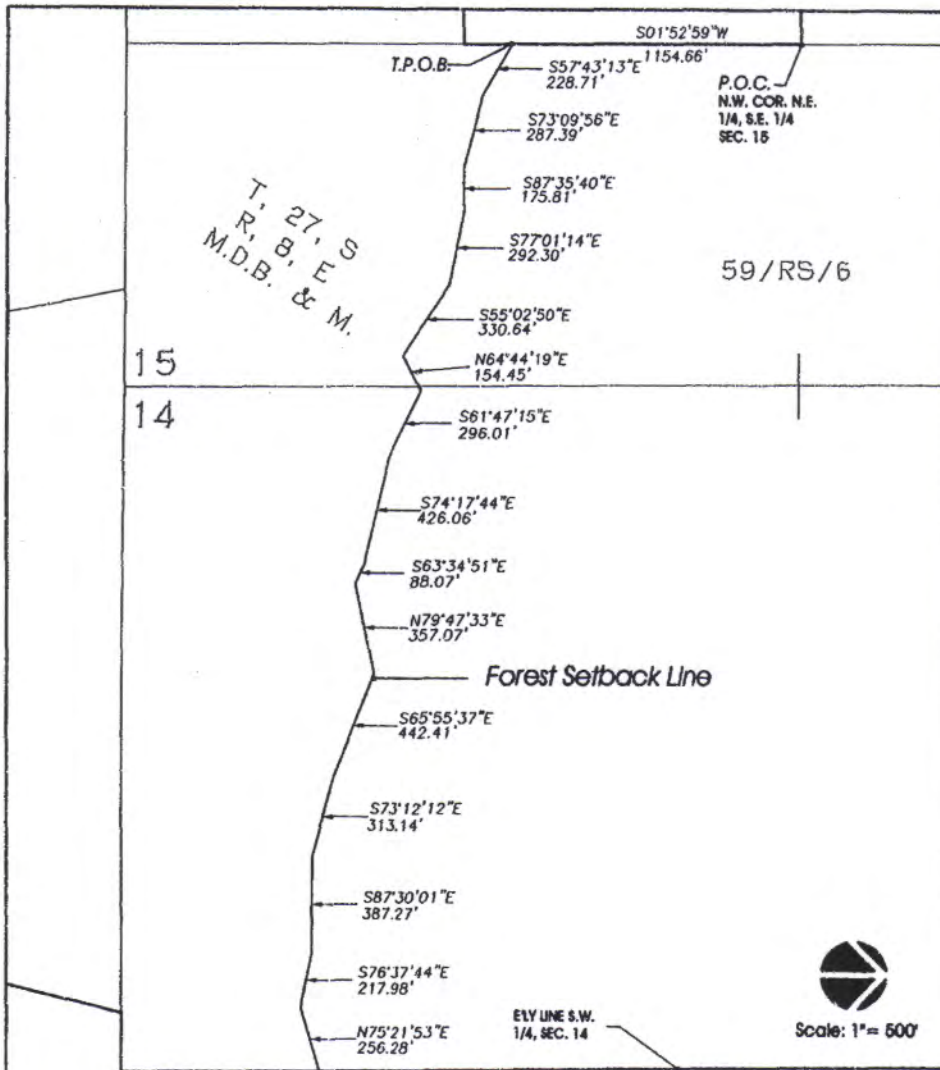 S01°52'59"W
1154.66'
T.P.O.B.
P.O.C.
N.W. COR. N.E.
1/4, S.E. 1/4
SEC. 15
S57°43'13"E
228.71'
S73°09'56"E
287.39'
S87°35'40"E
175.81'
T, 27, S
R, 8, E
M.D.B. & M.
S77°01'14"E
292.30'
59/RS/6
S55°02'50"E
330.64'
N64°44'19"E
154.45'
15
14
S61°47'15"E
296.01'
S74°17'44"E
426.06'
S63°34'51"E
88.07'
N79°47'33"E
357.07'
Forest Setback Line
S65°55'37"E
442.41'
S73°12'12"E
313.14'
S87°30'01"E
387.27'
S76°37'44"E
217.98'
N75°21'53"E
256.28'
E'LY LINE S.W.
1/4, SEC. 14
Scale: 1"= 500'